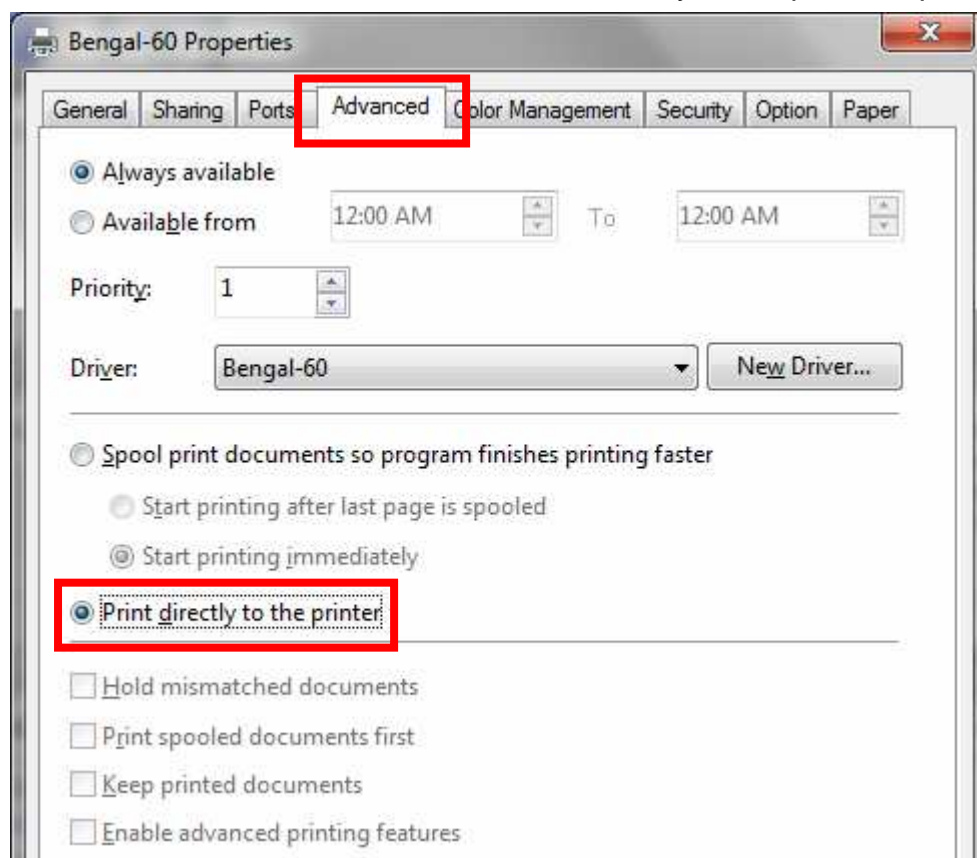 Bengal-60 Properties
General Sharing Ports Advanced Color Management Security Option Paper
Always available
Available from 12:00 AM To 12:00 AM
Priority: 1
Driver: Bengal-60 New Driver...
Spool print documents so program finishes printing faster
Start printing after last page is spooled
Start printing immediately
Print directly to the printer
Hold mismatched documents
Print spooled documents first
Keep printed documents
Enable advanced printing features